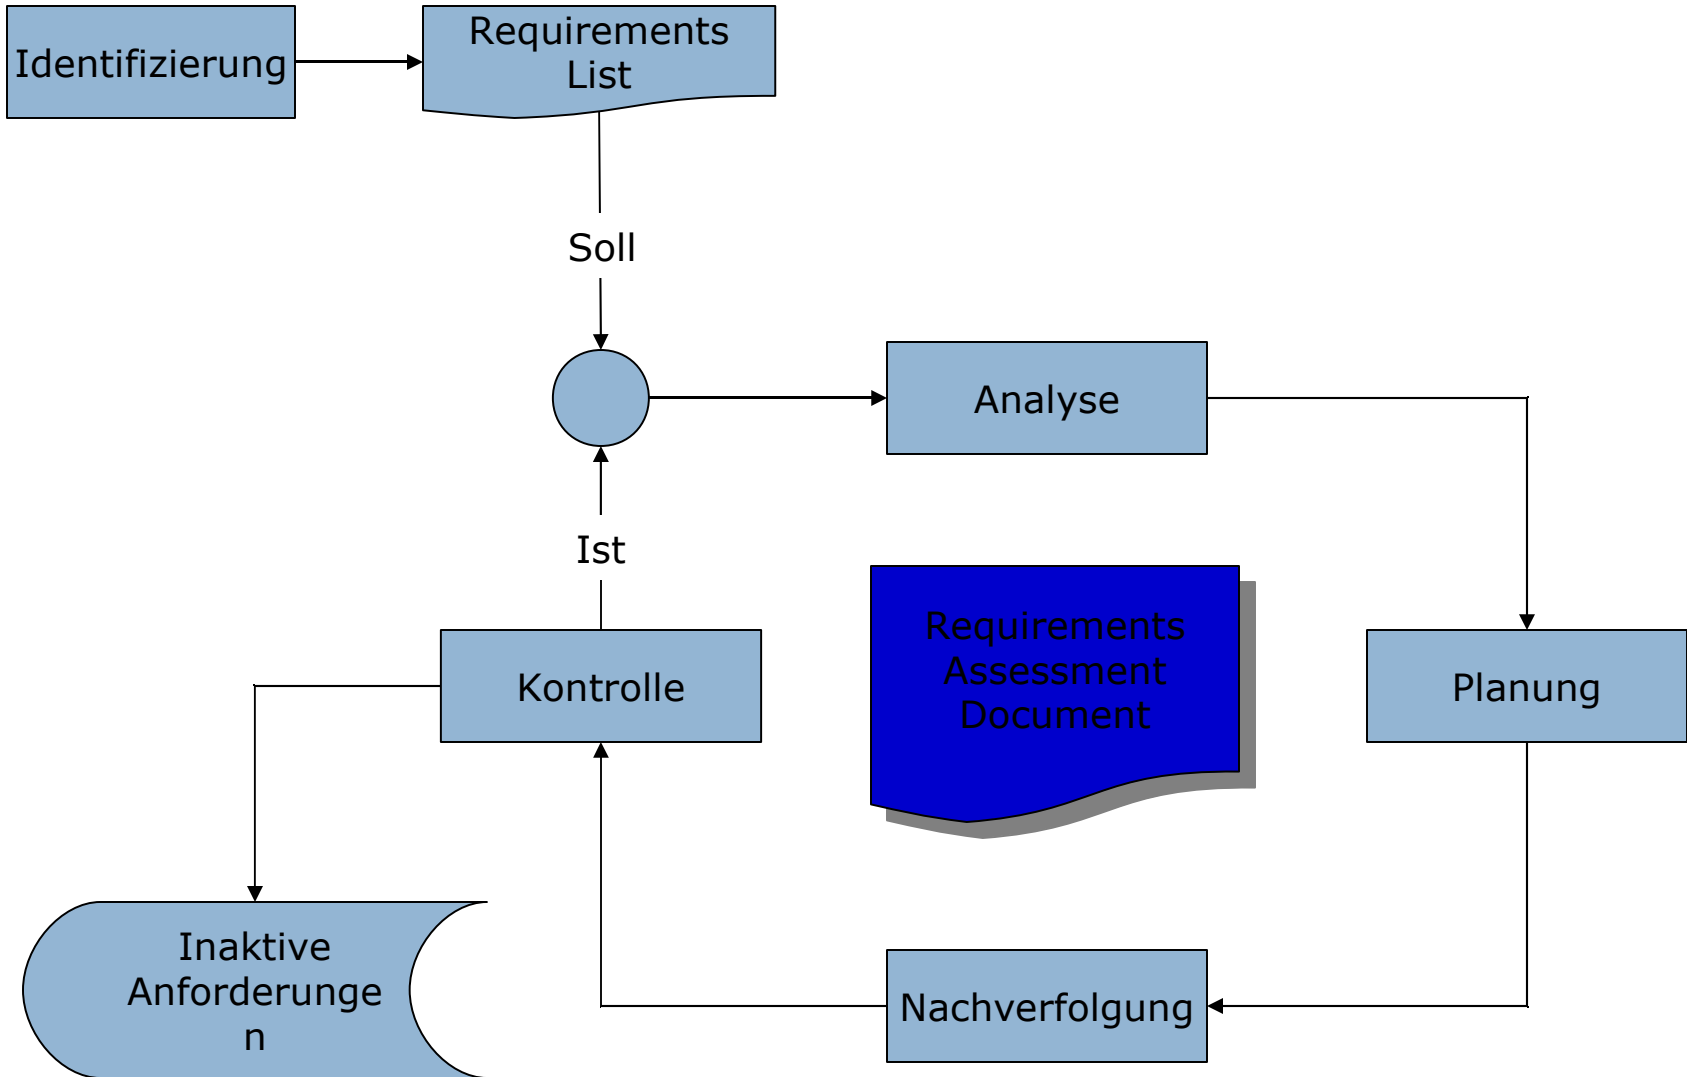 Identifizierung
Requirements
List
Soll
Analyse
Ist
Requirements
Assessment
Document
Kontrolle
Planung
Inaktive
Anforderunge
n
Nachverfolgung